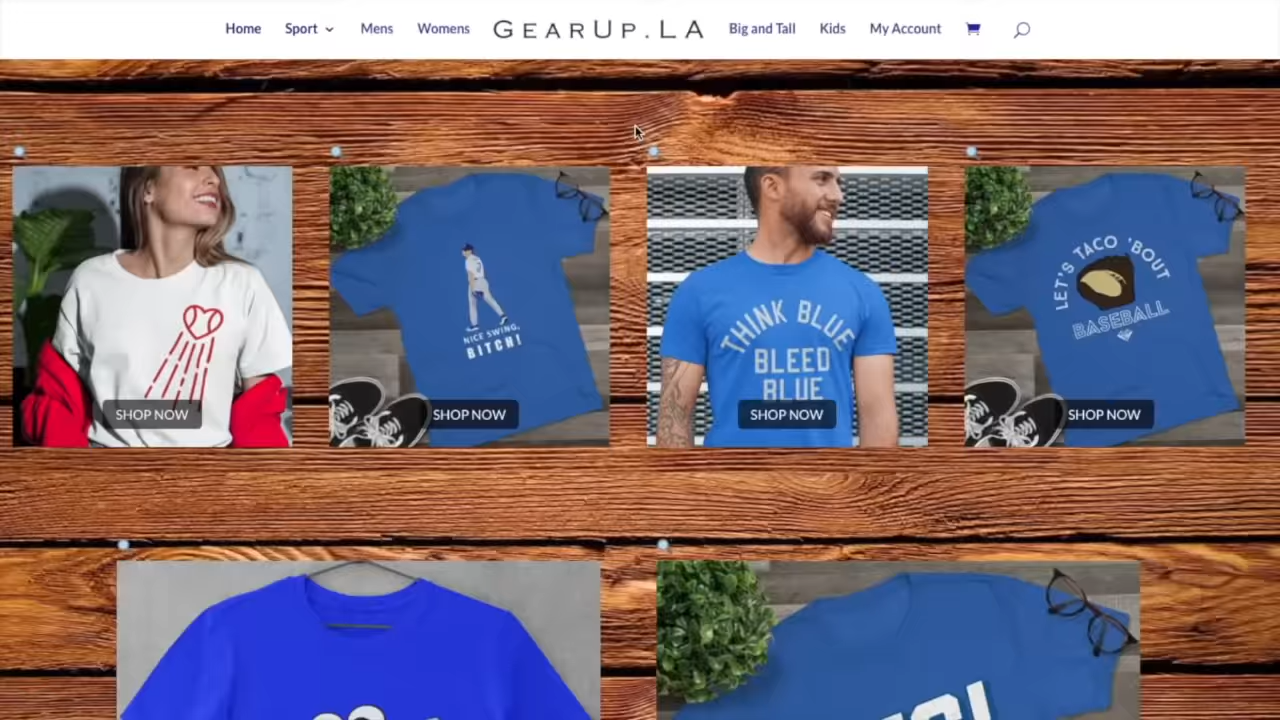 Home Sport Mens Womens GEARUP.LA Big and Tall Kids My Account
NICE SWING,
BITCH!
THINK BLUE
BLEED
BLUE
LET'S TACO 'BOUT
BASEBALL
SHOP NOW
SHOP NOW
SHOP NOW
SHOP NOW